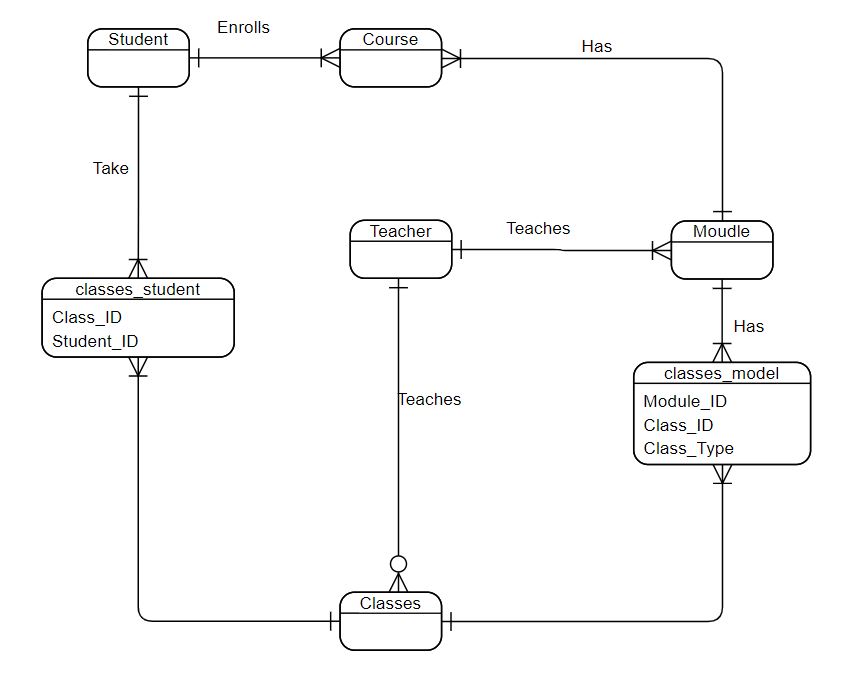 Enrolls
Student
Course
Has
Take
Teacher
Teaches
Moudle
classes_student
Class_ID
Student_ID
Has
classes_model
Module_ID
Class_ID
Class_Type
Teaches
Classes